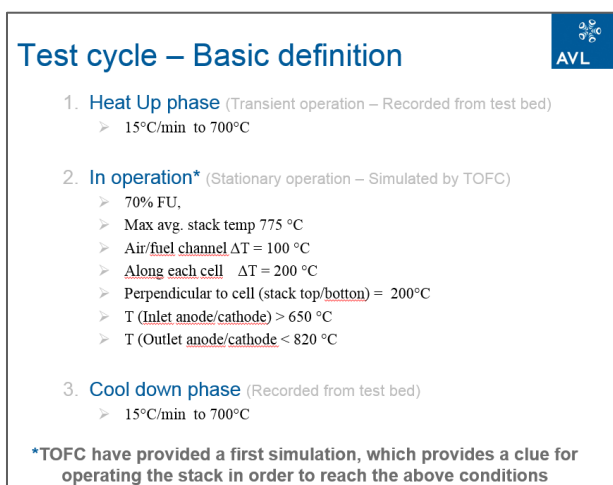 AVL
Test cycle – Basic definition
1. Heat Up phase (Transient operation – Recorded from test bed)
➢ 15°C/min to 700°C
2. In operation* (Stationary operation – Simulated by TOFC)
➢ 70% FU,
➢ Max avg. stack temp 775 °C
➢ Air/fuel channel ΔT = 100 °C
➢ Along each cell ΔT = 200 °C
➢ Perpendicular to cell (stack top/botton) = 200°C
➢ T (Inlet anode/cathode) > 650 °C
➢ T (Outlet anode/cathode < 820 °C
3. Cool down phase (Recorded from test bed)
➢ 15°C/min to 700°C
*TOFC have provided a first simulation, which provides a clue for
operating the stack in order to reach the above conditions